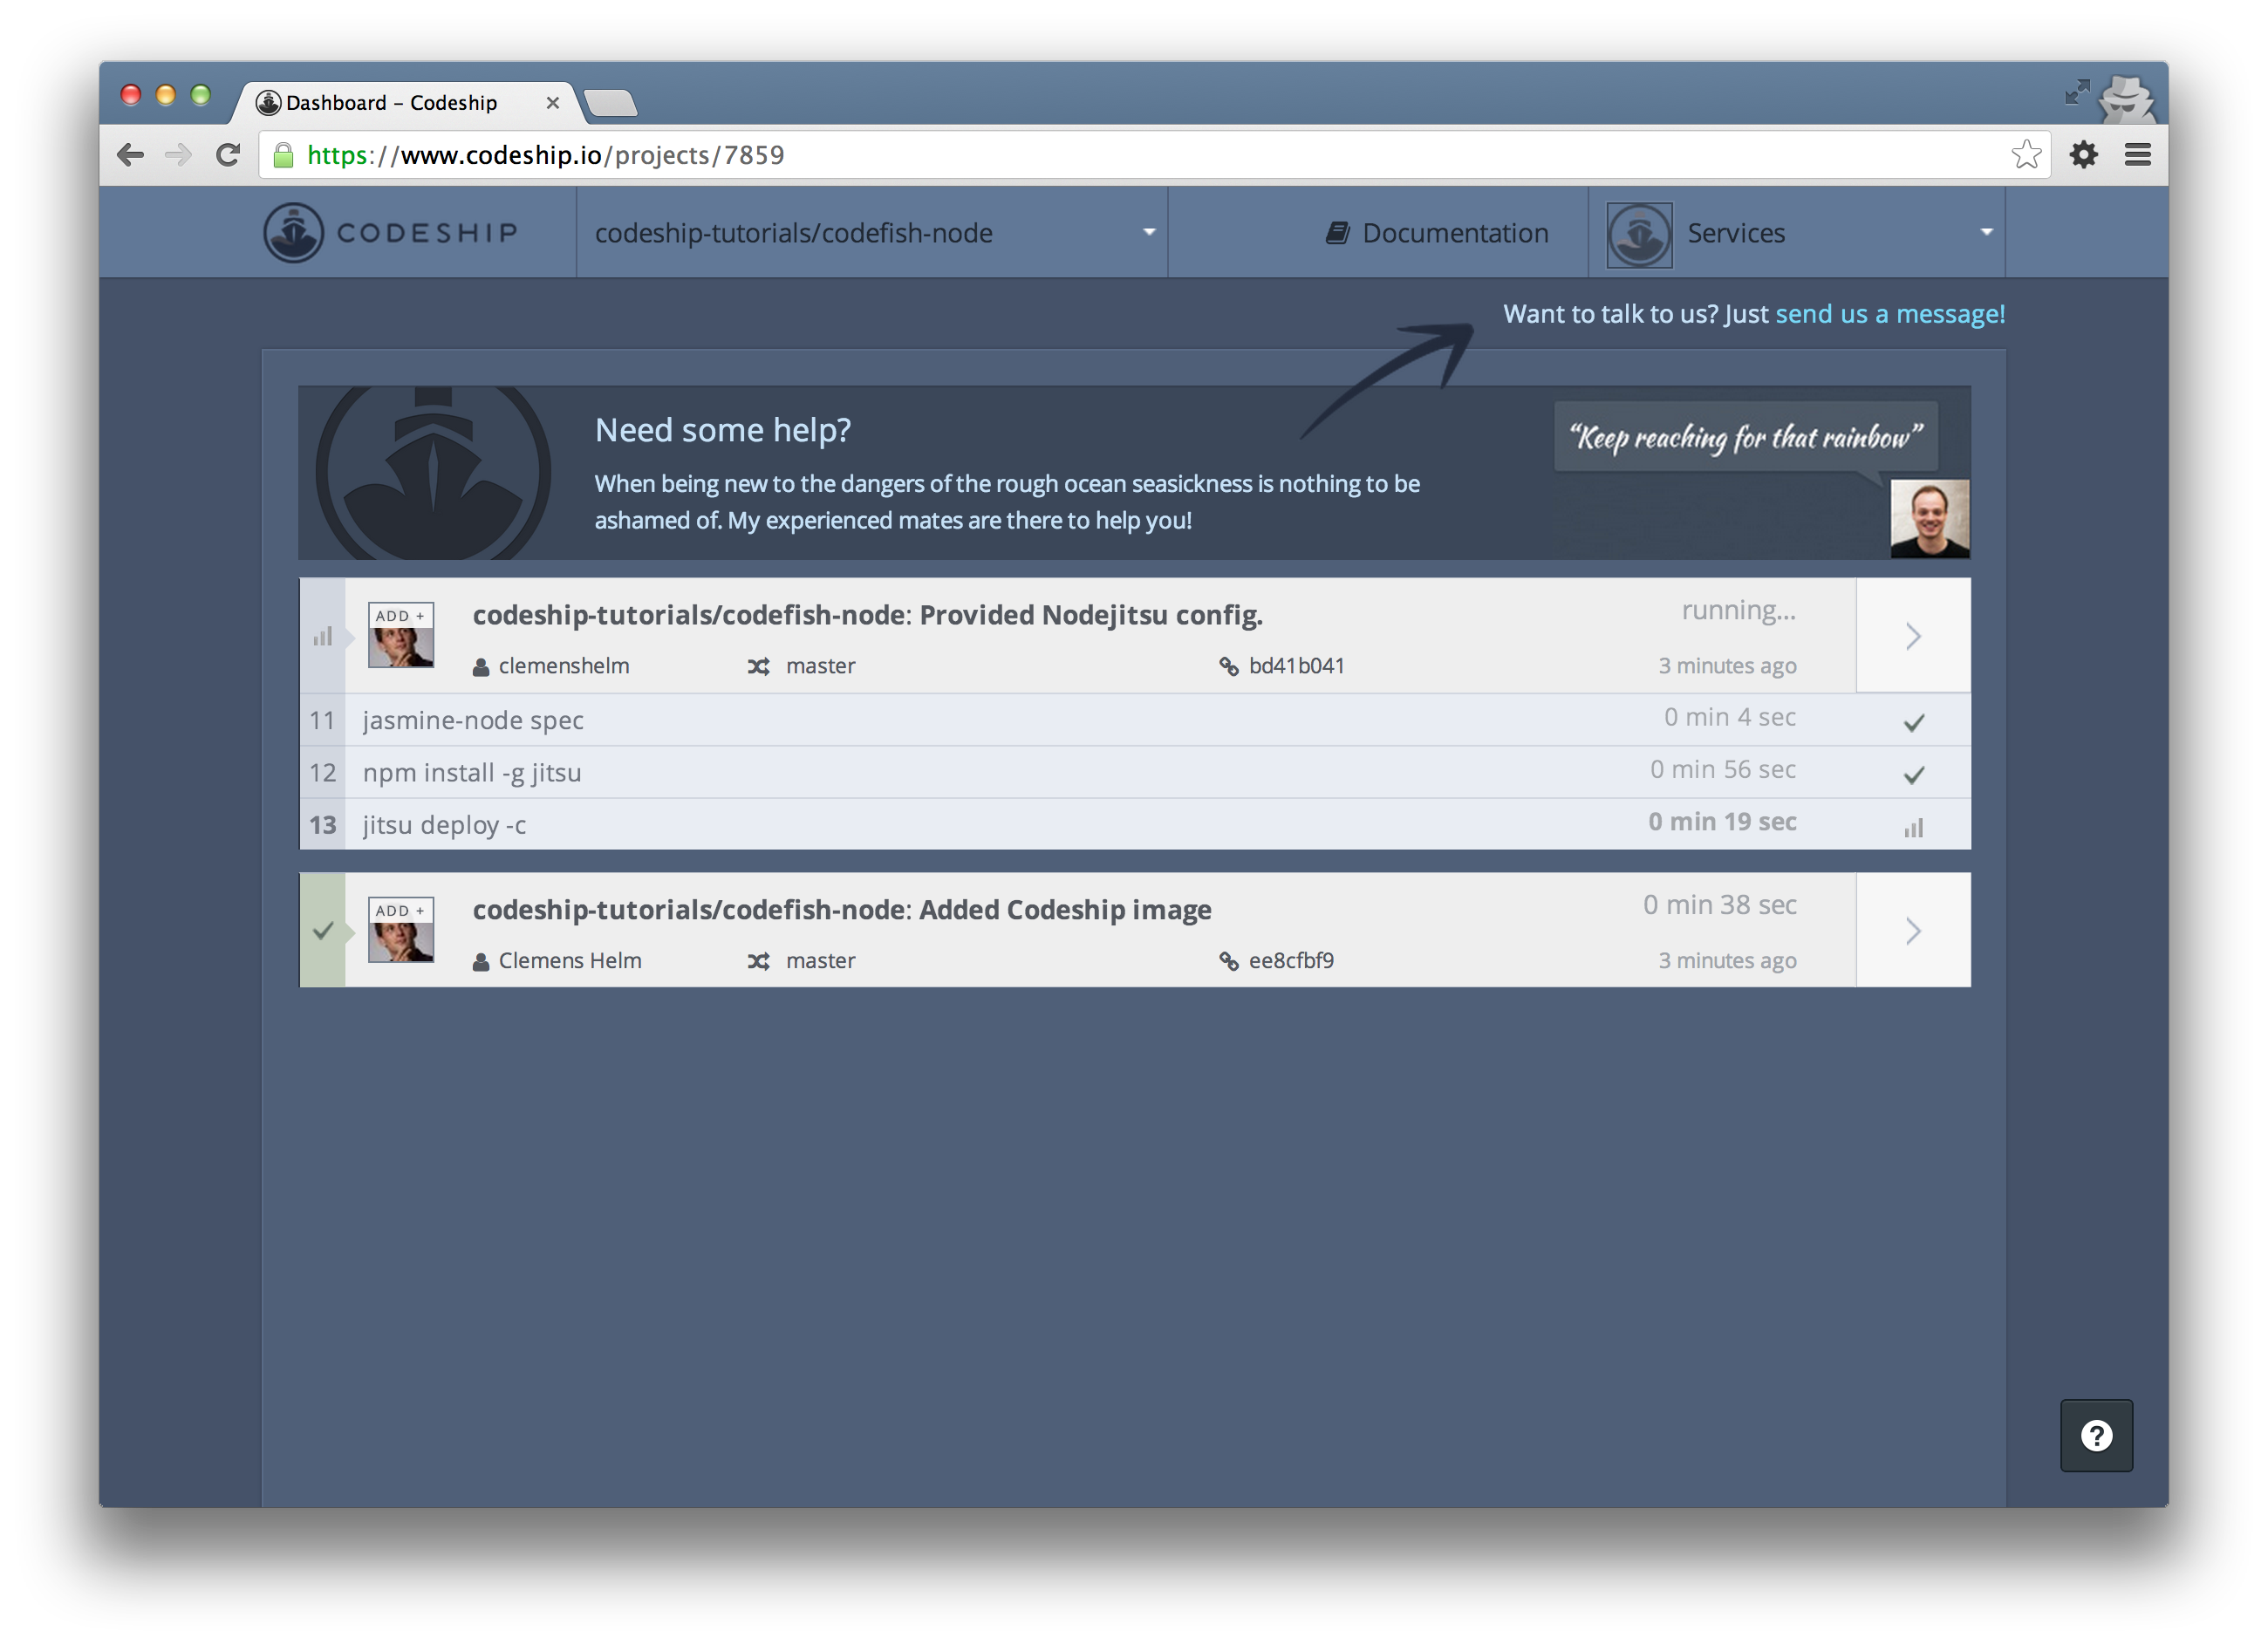 Dashboard – Codeship
https://www.codeship.io/projects/7859
CODESHIP
codeship-tutorials/codefish-node
Documentation
Services
Want to talk to us? Just send us a message!
Need some help?
When being new to the dangers of the rough ocean seasickness is nothing to be
ashamed of. My experienced mates are there to help you!
“Keep reaching for that rainbow”
ADD +
codeship-tutorials/codefish-node: Provided Nodejitsu config.
running...
clemenshelm
master
bd41b041
3 minutes ago
11 jasmine-node spec 0 min 4 sec
12 npm install -g jitsu 0 min 56 sec
13 jitsu deploy -c 0 min 19 sec
ADD +
codeship-tutorials/codefish-node: Added Codeship image
0 min 38 sec
Clemens Helm
master
ee8cfbf9
3 minutes ago
?